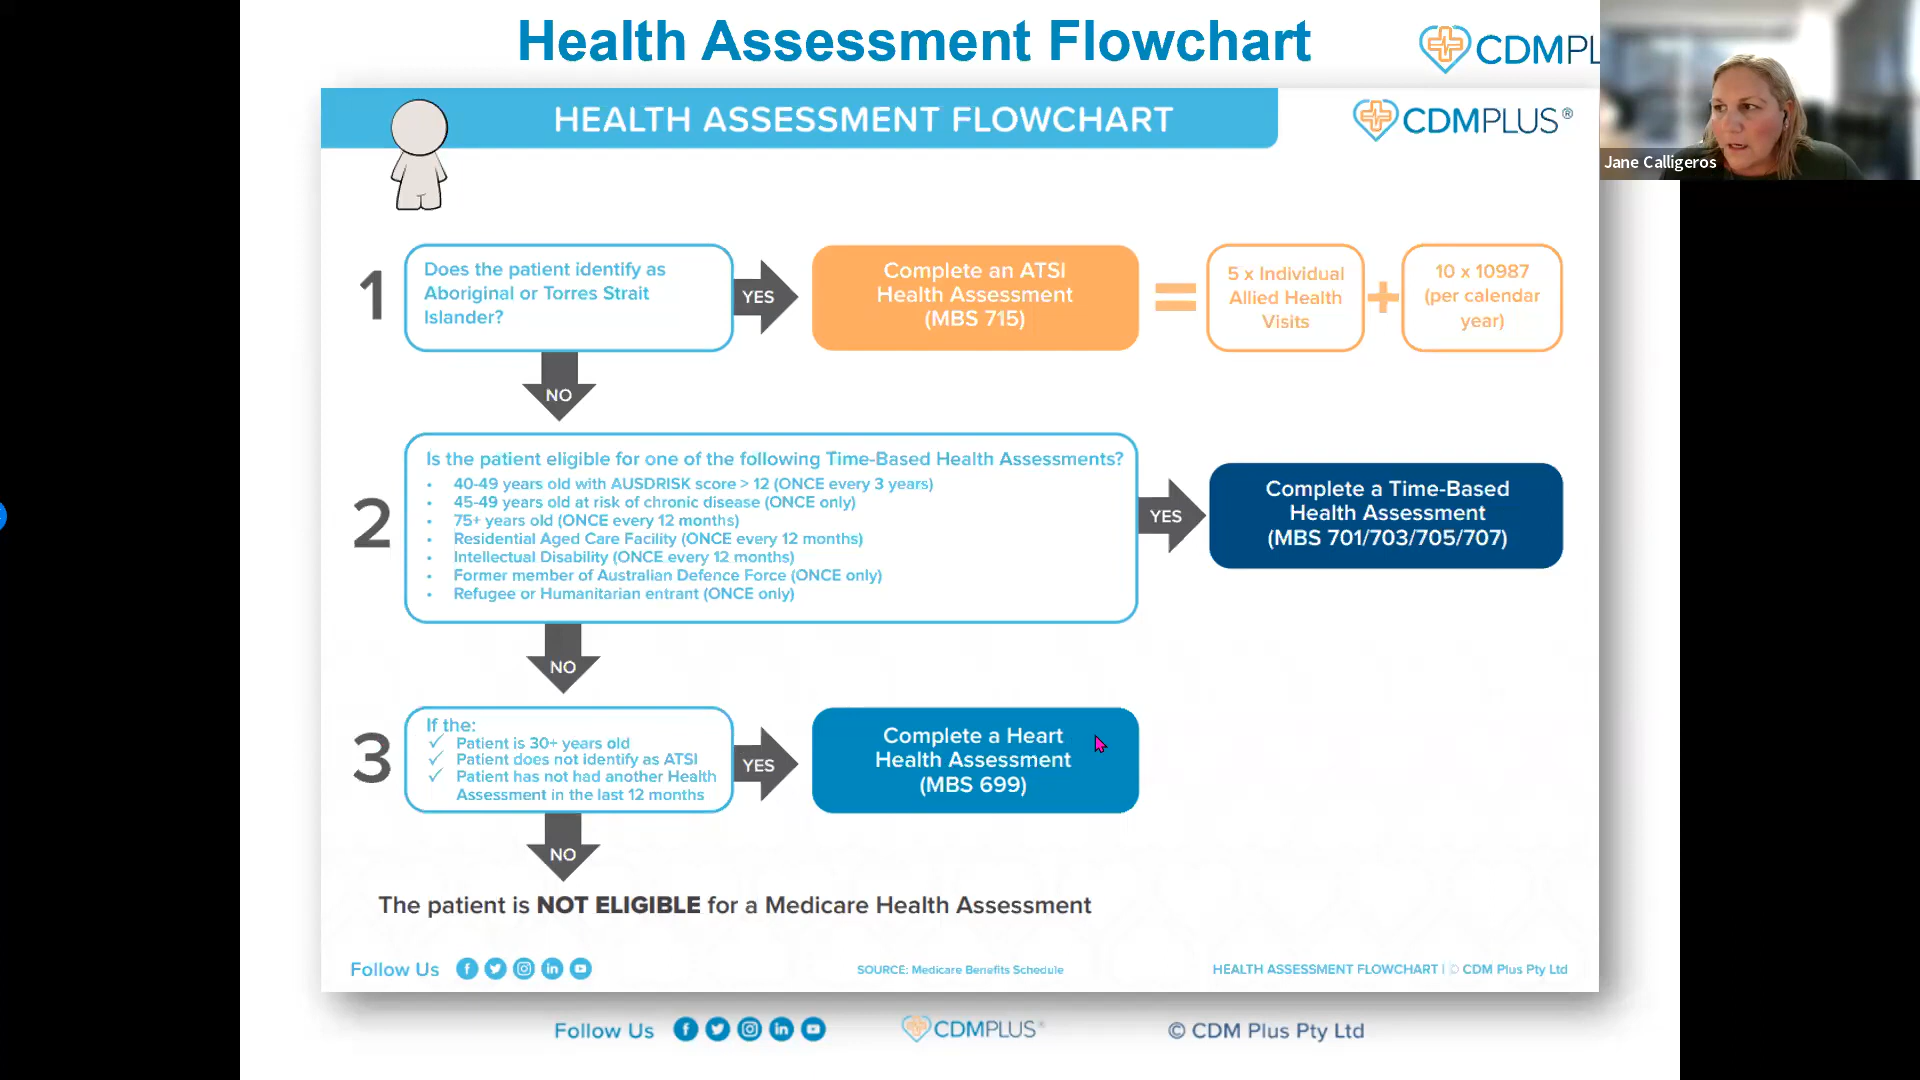 Health Assessment Flowchart
CDMPL
Jane Calligeros
HEALTH ASSESSMENT FLOWCHART
CDMPLUS®
1
Does the patient identify as
Aboriginal or Torres Strait
Islander?
YES
Complete an ATSI
Health Assessment
(MBS 715)
=
5 x Individual
Allied Health
Visits
+
10 x 10987
(per calendar
year)
NO
2
Is the patient eligible for one of the following Time-Based Health Assessments?
• 40-49 years old with AUSDRISK score > 12 (ONCE every 3 years)
• 45-49 years old at risk of chronic disease (ONCE only)
• 75+ years old (ONCE every 12 months)
• Residential Aged Care Facility (ONCE every 12 months)
• Intellectual Disability (ONCE every 12 months)
• Former member of Australian Defence Force (ONCE only)
• Refugee or Humanitarian entrant (ONCE only)
YES
Complete a Time-Based
Health Assessment
(MBS 701/703/705/707)
NO
3
If the:
✓ Patient is 30+ years old
✓ Patient does not identify as ATSI
✓ Patient has not had another Health
Assessment in the last 12 months
YES
Complete a Heart
Health Assessment
(MBS 699)
NO
The patient is NOT ELIGIBLE for a Medicare Health Assessment
Follow Us
SOURCE: Medicare Benefits Schedule
HEALTH ASSESSMENT FLOWCHART | © CDM Plus Pty Ltd
Follow Us
CDMPLUS®
© CDM Plus Pty Ltd